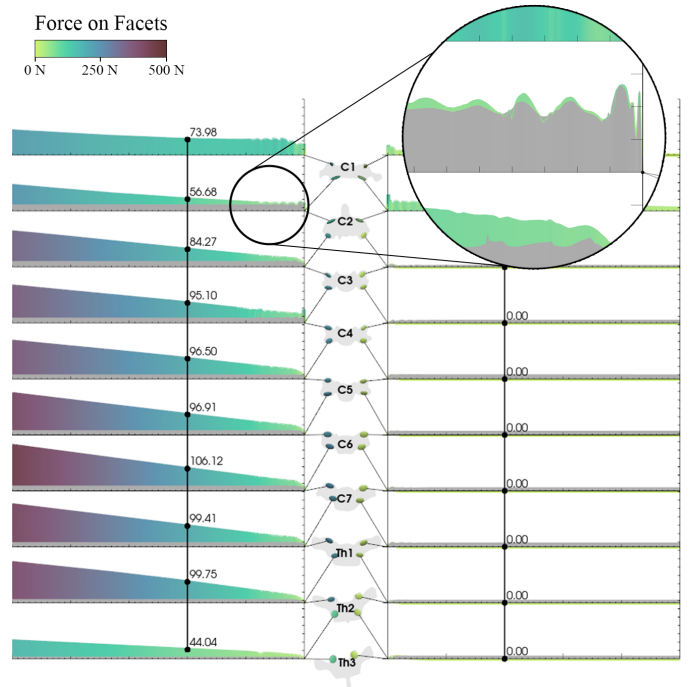 Force on Facets
0 N 250 N 500 N
73.98
C1
56.68
C2
84.27
C3
95.10 0.00
C4
96.50 0.00
C5
96.91 0.00
C6
106.12 0.00
C7
99.41 0.00
Th1
99.75 0.00
Th2
44.04 0.00
Th3